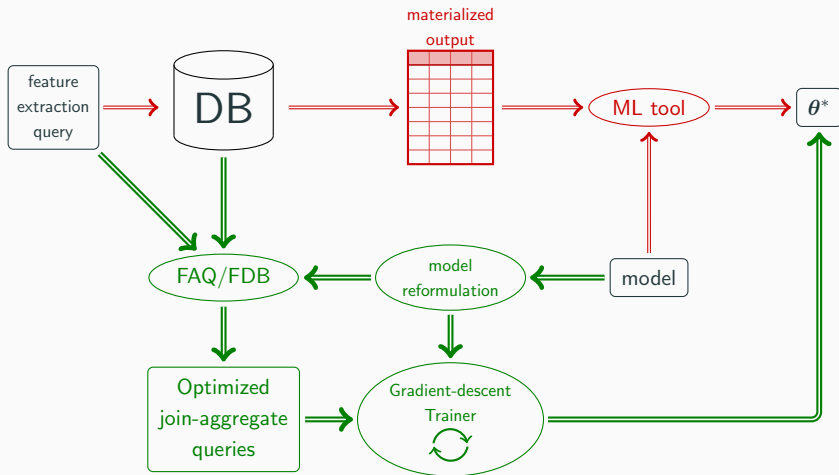 materialized
output
feature
extraction
query
DB
ML tool
θ*
FAQ/FDB
model
reformulation
model
Optimized
join-aggregate
queries
Gradient-descent
Trainer